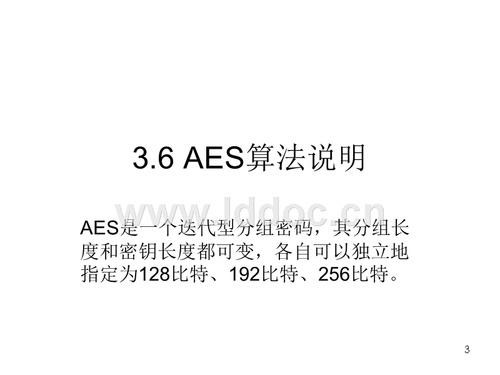 3.6 AES算法说明
www.lddoc.cn
AES是一个迭代型分组密码，其分组长
度和密钥长度都可变，各自可以独立地
指定为128比特、192比特、256比特。
3